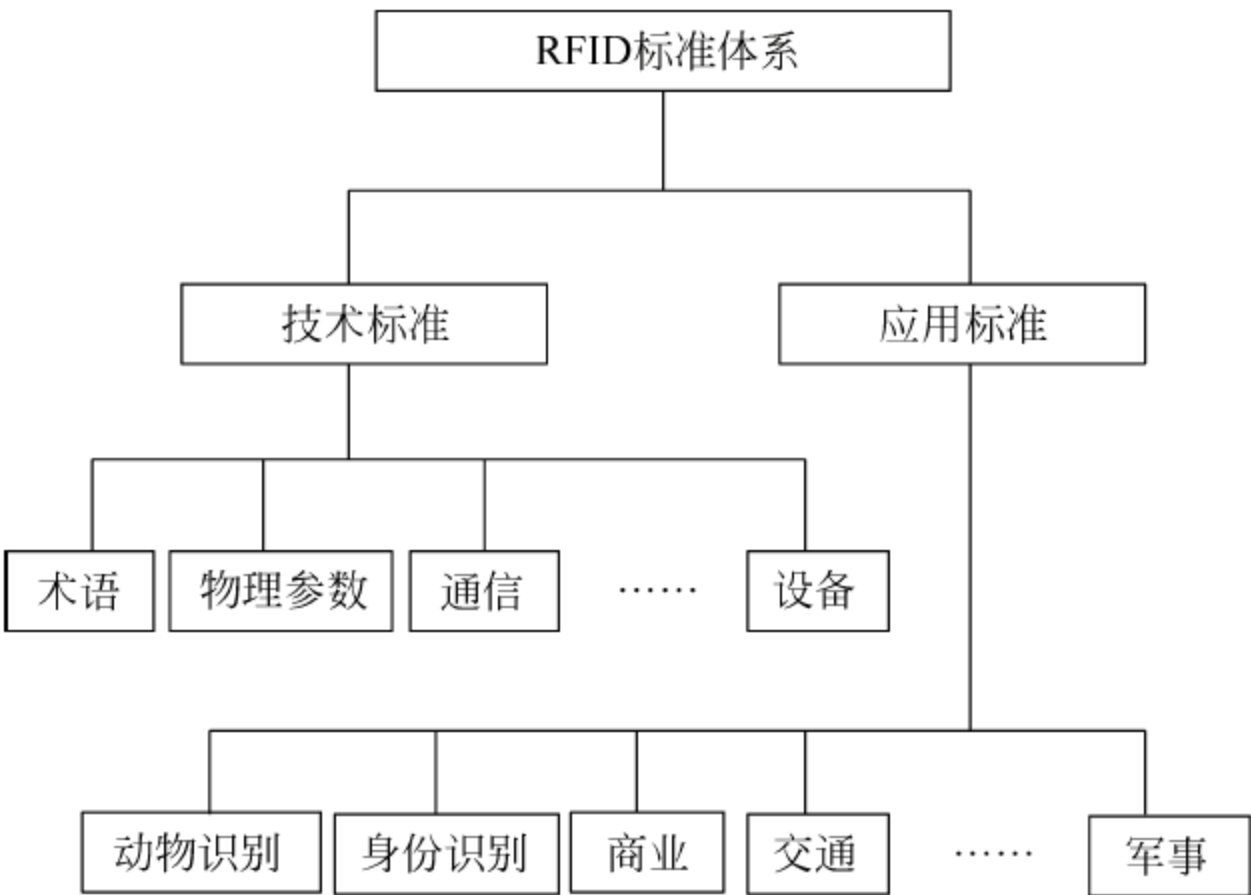 RFID标准体系
技术标准
应用标准
术语
物理参数
通信
……
设备
动物识别
身份识别
商业
交通
……
军事